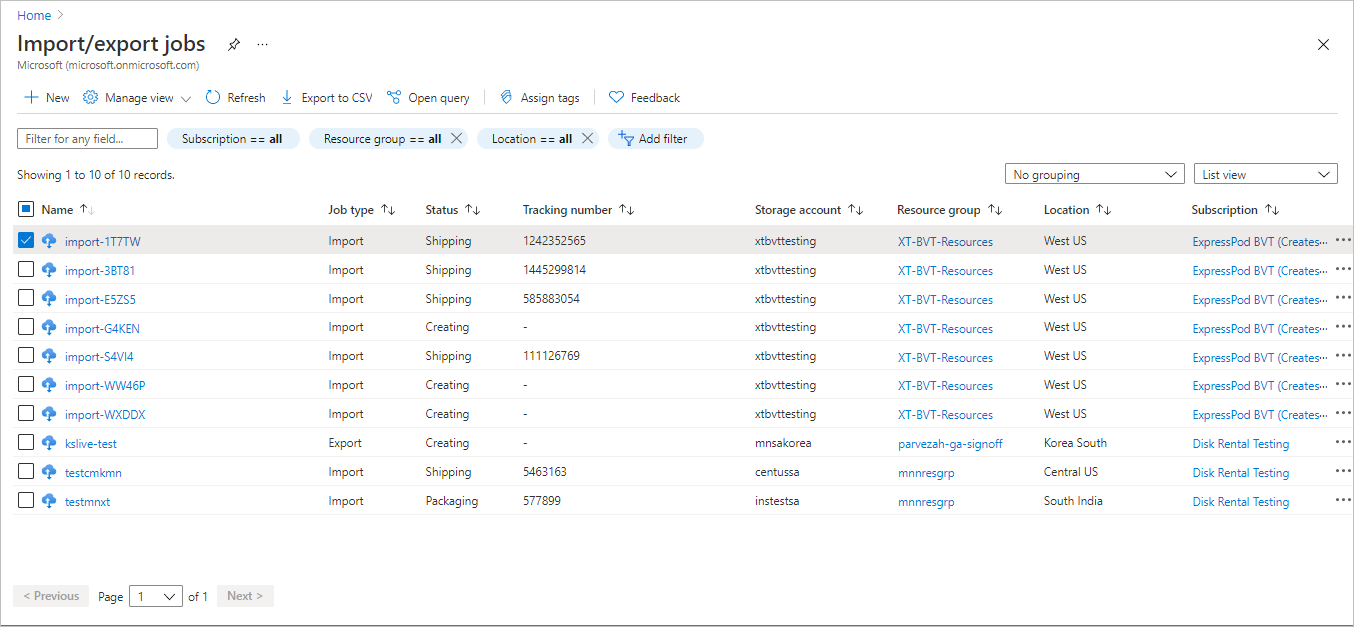 Home
Import/export jobs
Microsoft (microsoft.onmicrosoft.com)
New Manage view Refresh Export to CSV Open query Assign tags Feedback
Filter for any field... Subscription == all Resource group == all Location == all Add filter
Showing 1 to 10 of 10 records. No grouping List view
Name Job type Status Tracking number Storage account Resource group Location Subscription
import-1T7TW Import Shipping 1242352565 xtbvttesting XT-BVT-Resources West US ExpressPod BVT (Creates···
import-3BT81 Import Shipping 1445299814 xtbvttesting XT-BVT-Resources West US ExpressPod BVT (Creates···
import-E5ZS5 Import Shipping 585883054 xtbvttesting XT-BVT-Resources West US ExpressPod BVT (Creates···
import-G4KEN Import Creating - xtbvttesting XT-BVT-Resources West US ExpressPod BVT (Creates···
import-S4VI4 Import Shipping 111126769 xtbvttesting XT-BVT-Resources West US ExpressPod BVT (Creates···
import-WW46P Import Creating - xtbvttesting XT-BVT-Resources West US ExpressPod BVT (Creates···
import-WXDDX Import Creating - xtbvttesting XT-BVT-Resources West US ExpressPod BVT (Creates···
kslive-test Export Creating - mnsakorea parvezah-ga-signoff Korea South Disk Rental Testing
testcmkmn Import Shipping 5463163 centussa mnnresgrp Central US Disk Rental Testing
testmnxt Import Packaging 577899 instestsa mnnresgrp South India Disk Rental Testing
< Previous Page 1 of 1 Next >